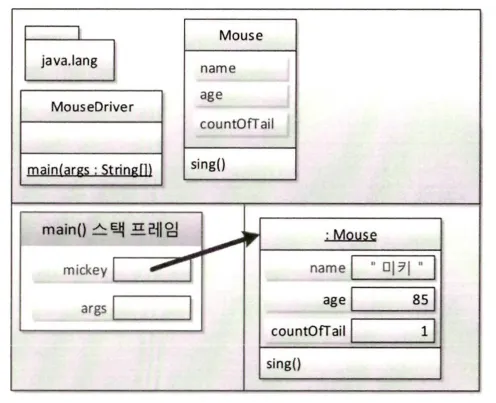 java.lang
Mouse
name
age
countOfTail
sing()
MouseDriver
main(args : String[])
main() 스택 프레임
mickey
args
: Mouse
name " 미키 "
age 85
countOfTail 1
sing()